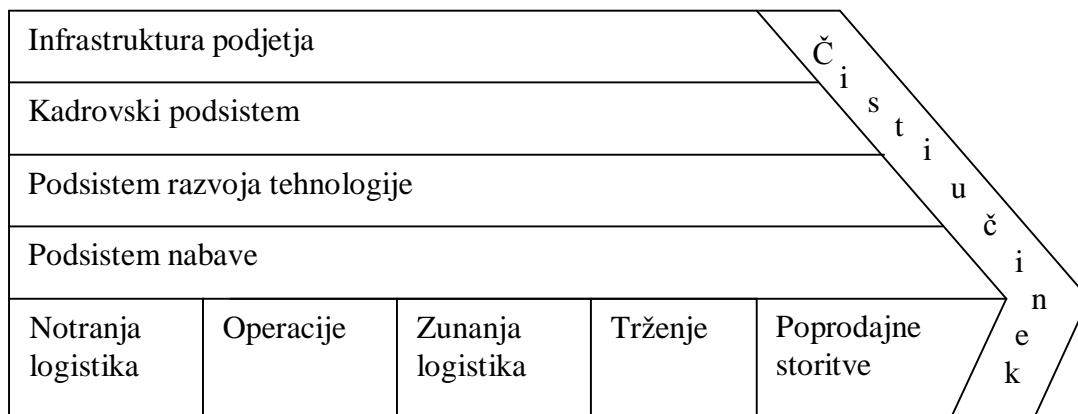 Infrastruktura podjetja
Kadrovski podsistem
Podsistem razvoja tehnologije
Podsistem nabave
Notranja
logistika
Operacije
Zunanja
logistika
Trženje
Poprodajne
storitve
Čisti učinek